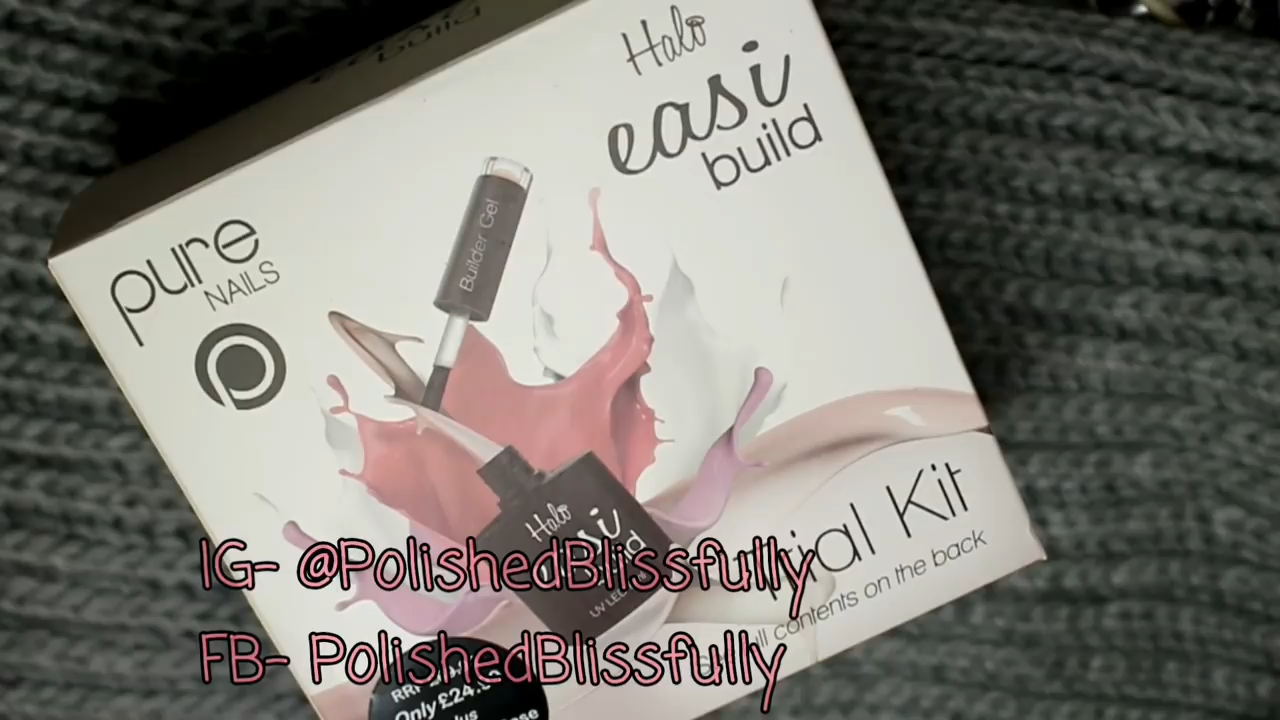 Halo
easi
build
pure
NAILS
Builder Gel
Halo
IG- @PolishedBlissfully
Kit
contents on the back
FB- PolishedBlissfully
Only £24.